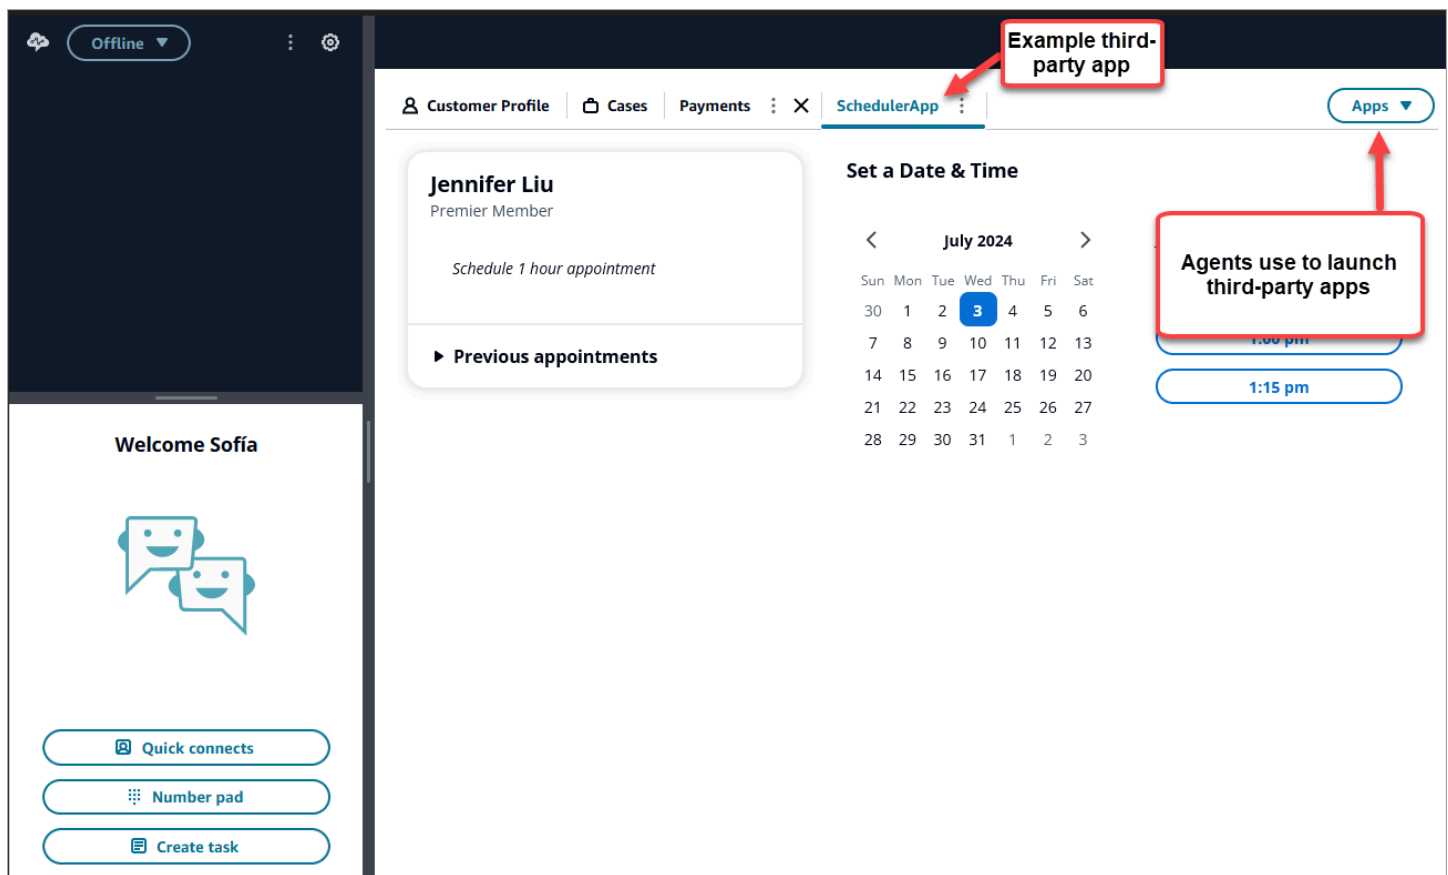 Offline
Example third-
party app
Customer Profile
Cases
Payments
SchedulerApp
Apps
Jennifer Liu
Premier Member
Schedule 1 hour appointment
Previous appointments
Set a Date & Time
July 2024
Sun Mon Tue Wed Thu Fri Sat
30 1 2 3 4 5 6
7 8 9 10 11 12 13
14 15 16 17 18 19 20
21 22 23 24 25 26 27
28 29 30 31 1 2 3
Agents use to launch
third-party apps
1:00 pm
1:15 pm
Welcome Sofía
Quick connects
Number pad
Create task